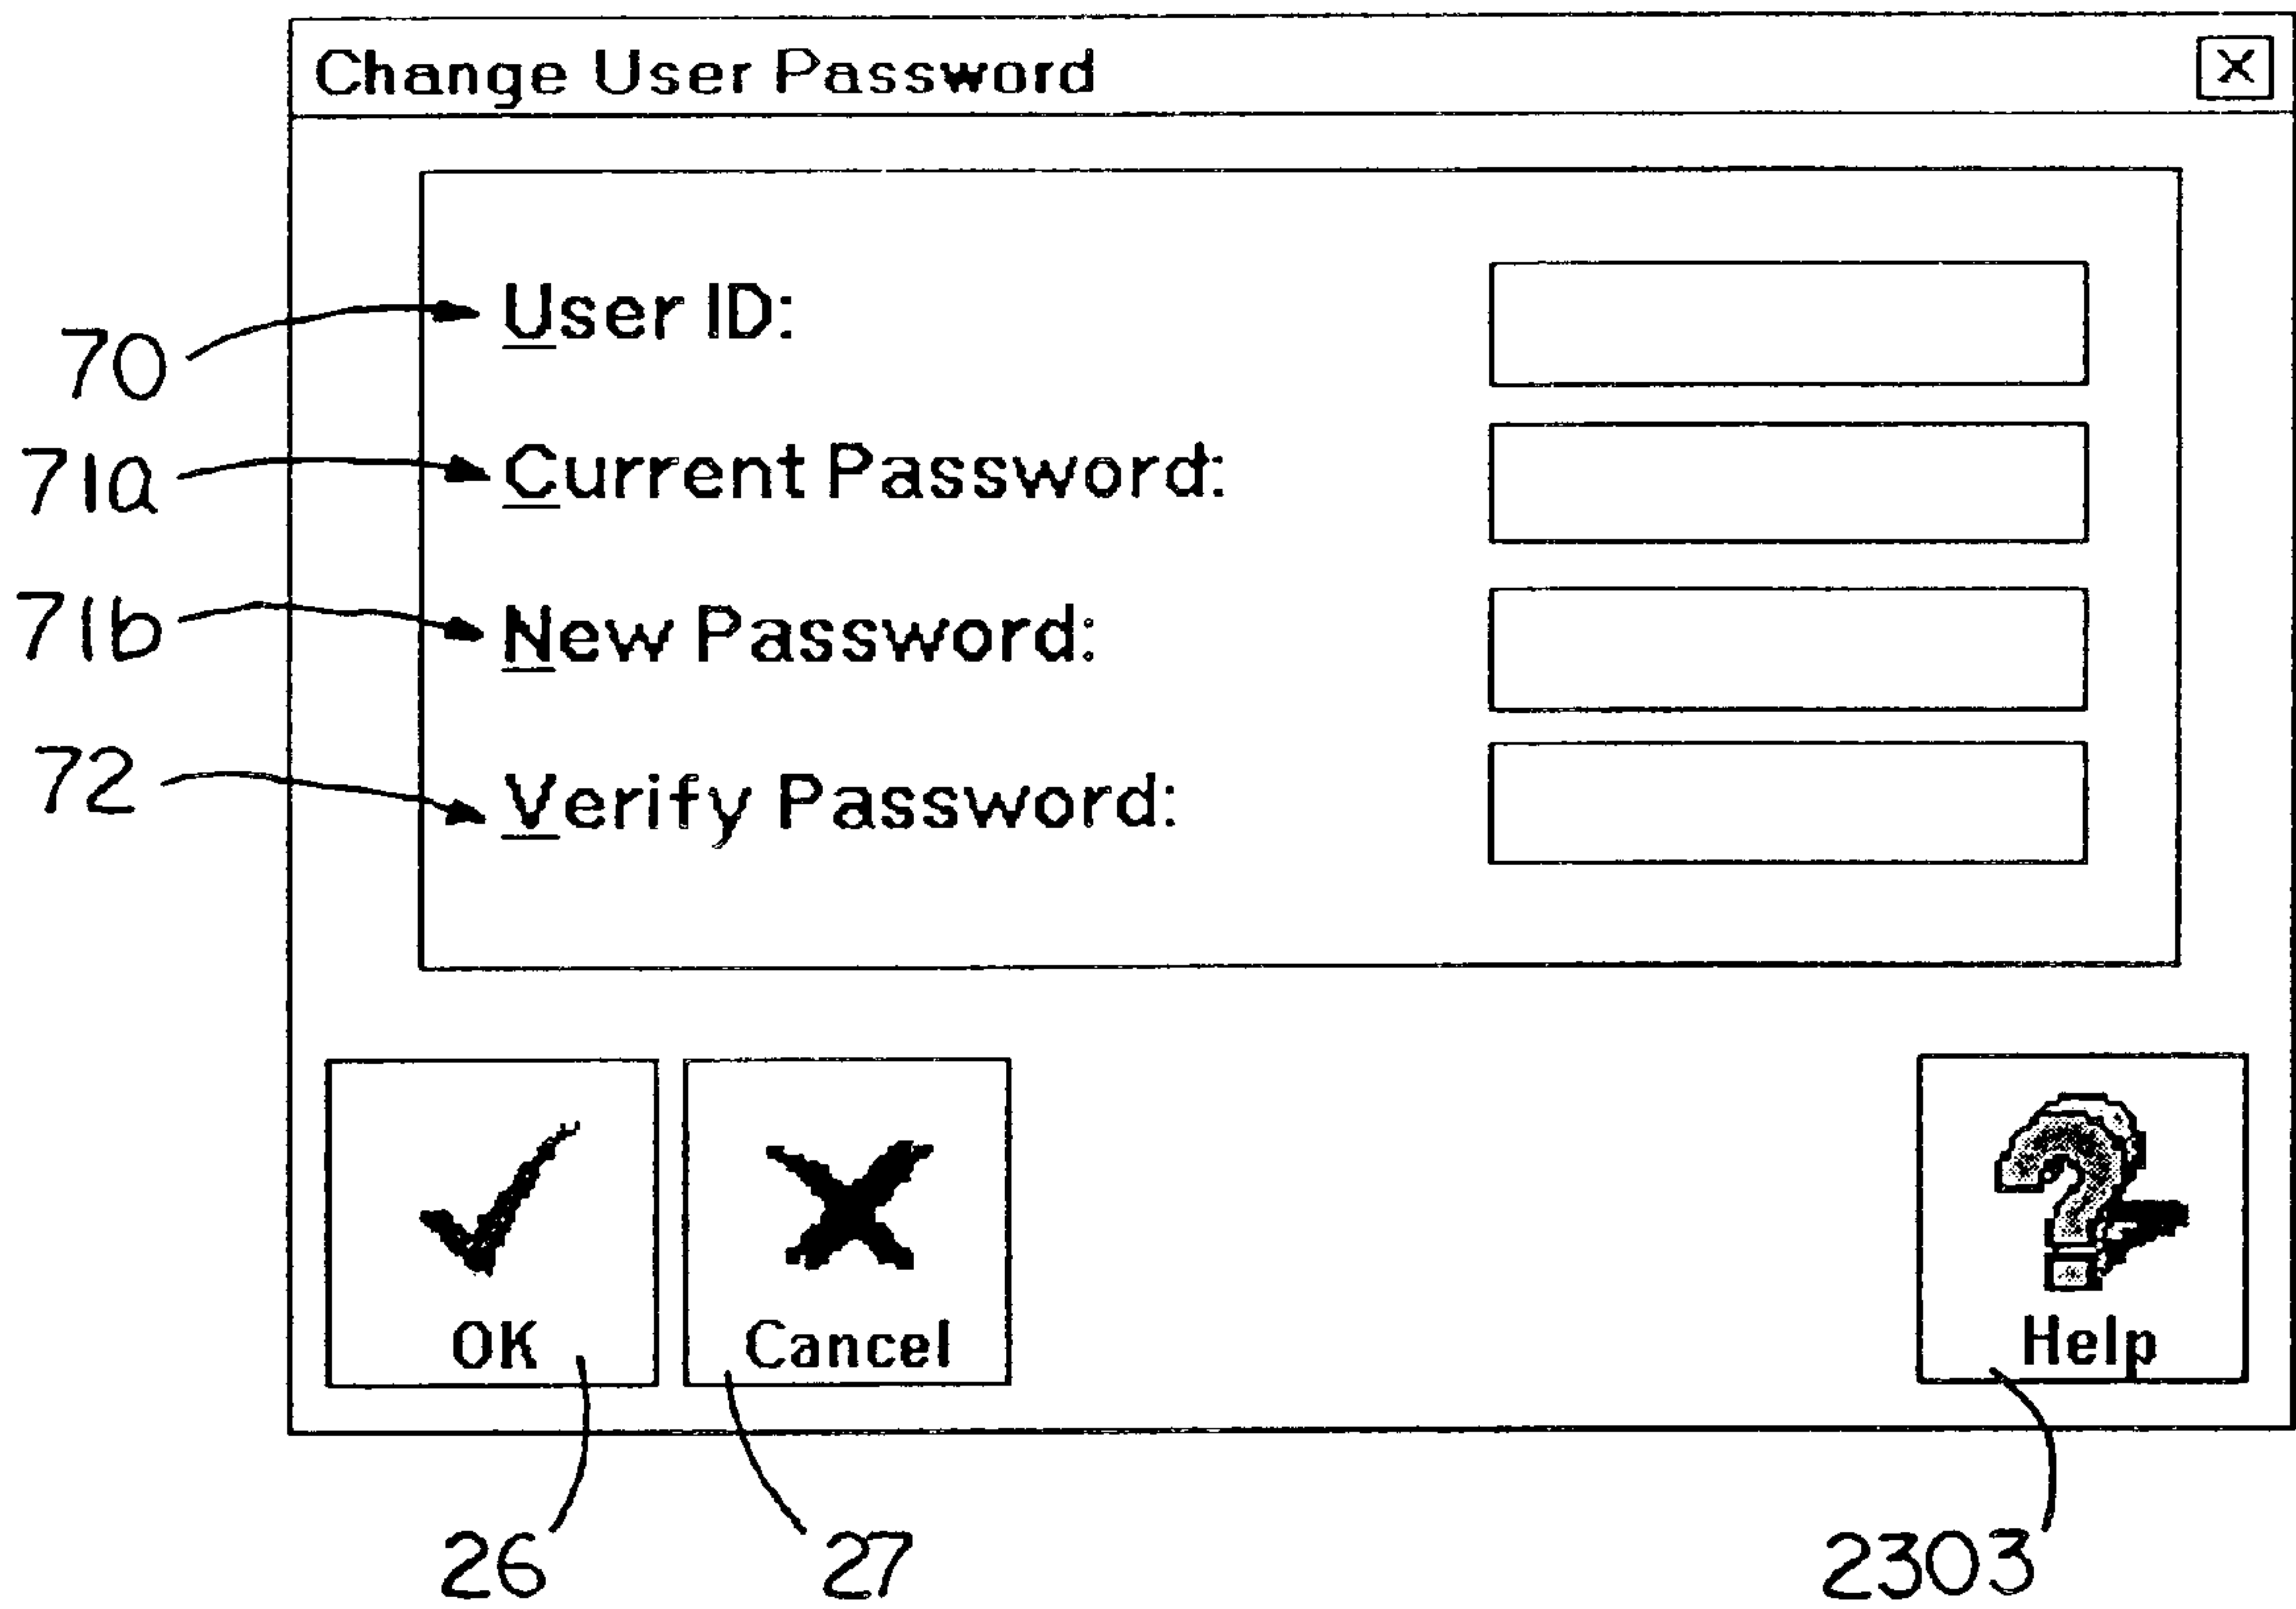 Change User Password X
70 User ID:
71a Current Password:
71b New Password:
72 Verify Password:
OK Cancel Help
26 27 2303